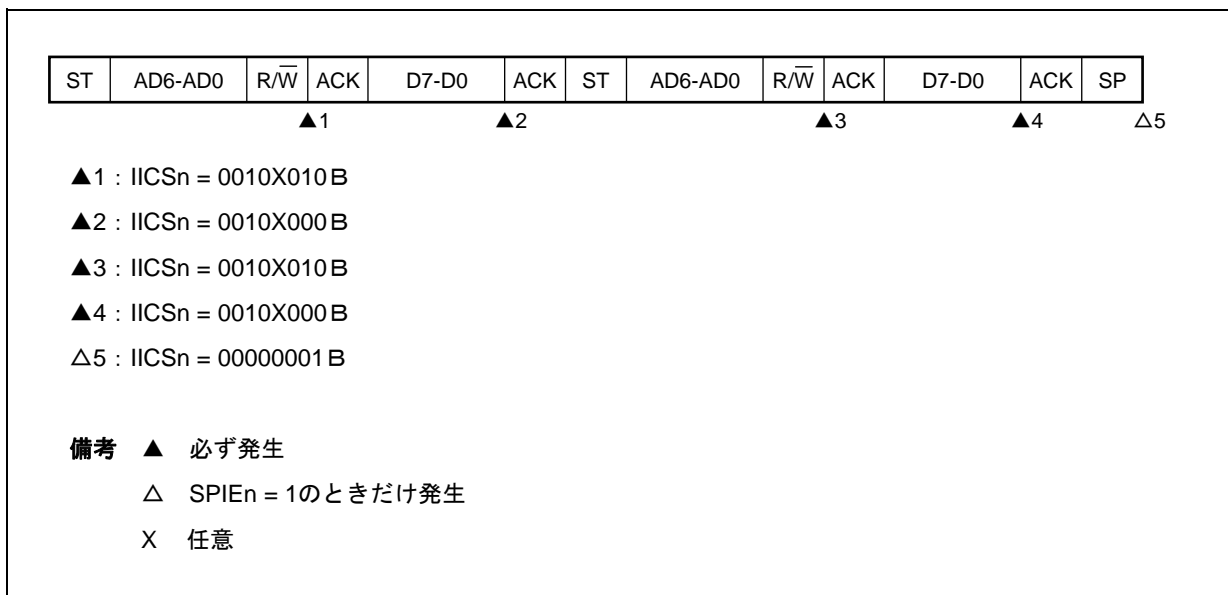 ST AD6-AD0 R/W̅ ACK D7-D0 ACK ST AD6-AD0 R/W̅ ACK D7-D0 ACK SP
▲1 ▲2 ▲3 ▲4 △5
▲1：IICSn = 0010X010B
▲2：IICSn = 0010X000B
▲3：IICSn = 0010X010B
▲4：IICSn = 0010X000B
△5：IICSn = 00000001B
備考 ▲ 必ず発生
△ SPIEn = 1のときだけ発生
X 任意